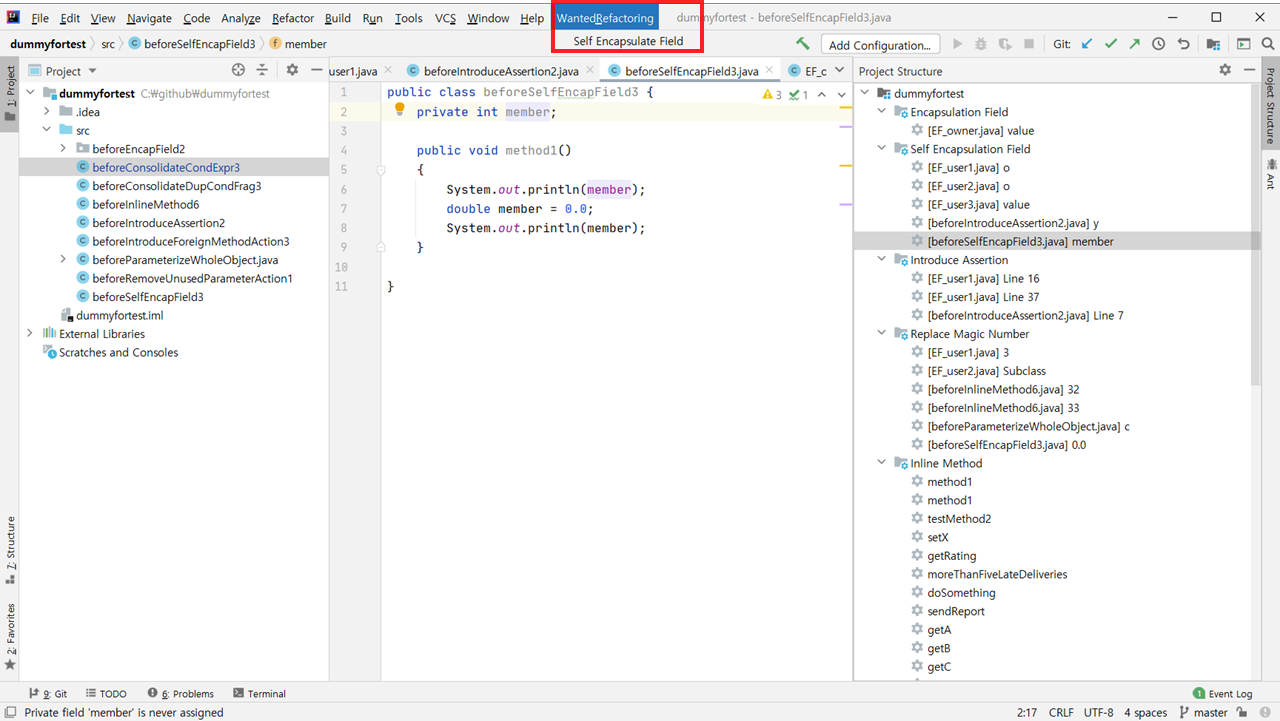 File Edit View Navigate Code Analyze Refactor Build Run Tools VCS Window Help WantedRefactoring dummyfortest - beforeSelfEncapField3.java
Self Encapsulate Field
dummyfortest src beforeSelfEncapField3 member
Add Configuration...
Git:
1: Project
Project
dummyfortest C:₩github₩dummyfortest
.idea
src
beforeEncapField2
beforeConsolidateCondExpr3
beforeConsolidateDupCondFrag3
beforeInlineMethod6
beforeIntroduceAssertion2
beforeIntroduceForeignMethodAction3
beforeParameterizeWholeObject.java
beforeRemoveUnusedParameterAction1
beforeSelfEncapField3
dummyfortest.iml
External Libraries
Scratches and Consoles
7: Structure
2: Favorites
user1.java beforeIntroduceAssertion2.java beforeSelfEncapField3.java EF_c
3 1
1 public class beforeSelfEncapField3 {
2 private int member;
3
4 public void method1()
5 {
6 System.out.println(member);
7 double member = 0.0;
8 System.out.println(member);
9 }
10
11 }
Project Structure
dummyfortest
Encapsulation Field
[EF_owner.java] value
Self Encapsulation Field
[EF_user1.java] o
[EF_user2.java] o
[EF_user3.java] value
[beforeIntroduceAssertion2.java] y
[beforeSelfEncapField3.java] member
Introduce Assertion
[EF_user1.java] Line 16
[EF_user1.java] Line 37
[beforeIntroduceAssertion2.java] Line 7
Replace Magic Number
[EF_user1.java] 3
[EF_user2.java] Subclass
[beforeInlineMethod6.java] 32
[beforeInlineMethod6.java] 33
[beforeParameterizeWholeObject.java] c
[beforeSelfEncapField3.java] 0.0
Inline Method
method1
method1
testMethod2
setX
getRating
moreThanFiveLateDeliveries
doSomething
sendReport
getA
getB
getC
Project Structure
Ant
9: Git TODO 6: Problems Terminal
1 Event Log
Private field 'member' is never assigned
2:17 CRLF UTF-8 4 spaces master